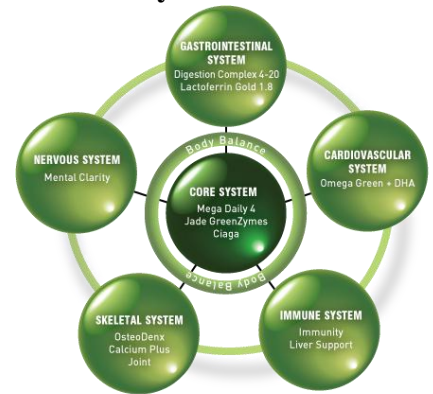 GASTROINTESTINAL
SYSTEM
Digestion Complex 4-20
Lactoferrin Gold 1.8
NERVOUS SYSTEM
Mental Clarity
Body Balance
CORE SYSTEM
Mega Daily 4
Jade GreenZymes
Ciaga
Body Balance
CARDIOVASCULAR
SYSTEM
Omega Green + DHA
SKELETAL SYSTEM
OsteoDenx
Calcium Plus
Joint
IMMUNE SYSTEM
Immunity
Liver Support